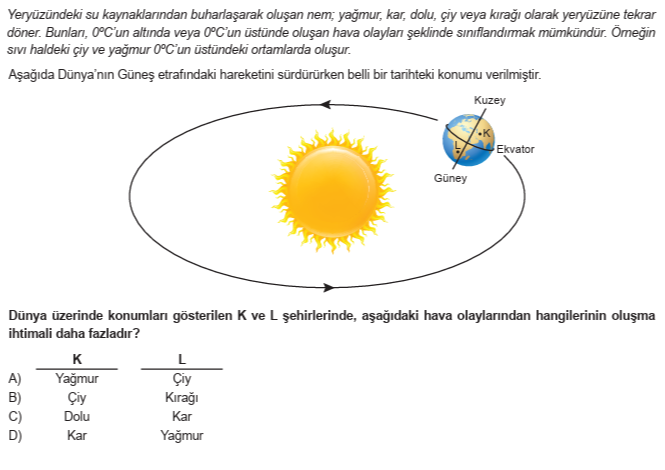 Yeryüzündeki su kaynaklarından buharlaşarak oluşan nem; yağmur, kar, dolu, çiy veya kırağı olarak yeryüzüne tekrar
döner. Bunları, 0ºC'un altında veya 0ºC'un üstünde oluşan hava olayları şeklinde sınıflandırmak mümkündür. Örneğin
sıvı haldeki çiy ve yağmur 0ºC'un üstündeki ortamlarda oluşur.
Aşağıda Dünya'nın Güneş etrafındaki hareketini sürdürürken belli bir tarihteki konumu verilmiştir.
Kuzey
K
L
Ekvator
Güney
Dünya üzerinde konumları gösterilen K ve L şehirlerinde, aşağıdaki hava olaylarından hangilerinin oluşma
ihtimali daha fazladır?
K L
A) Yağmur Çiy
B) Çiy Kırağı
C) Dolu Kar
D) Kar Yağmur